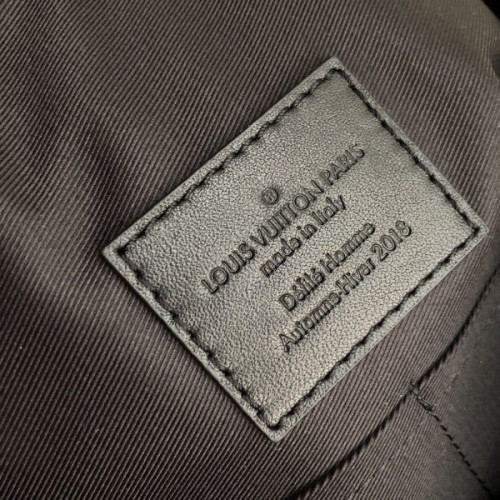 LOUIS VUITTON PARIS
made in Italy
Défilé Homme
Automne-Hiver 2018